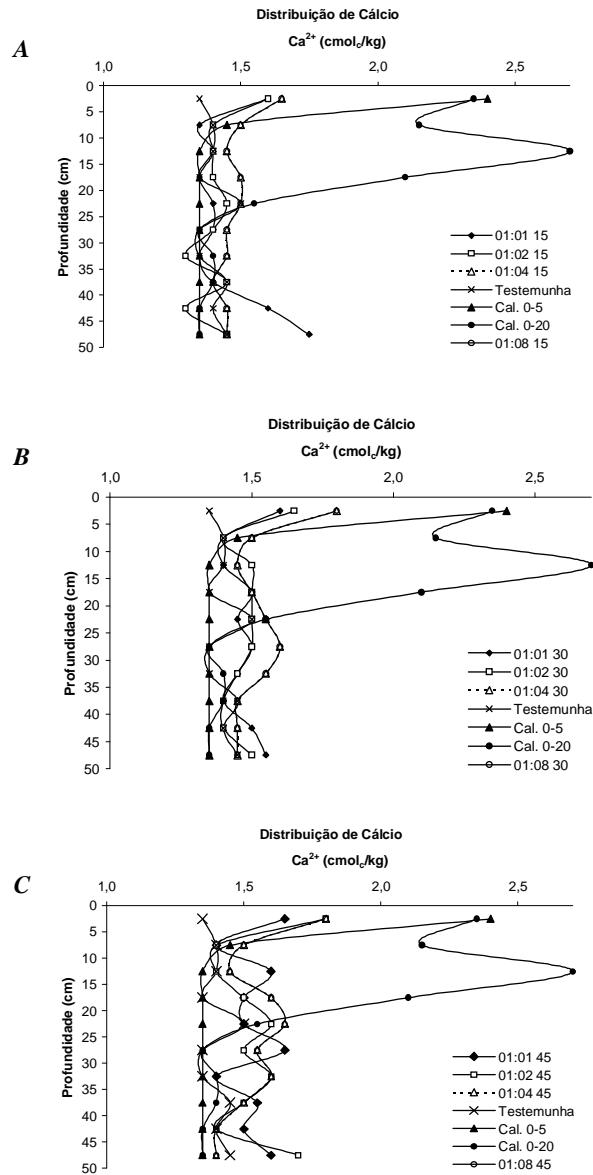 Distribuição de Cálcio
A
Ca2+ (cmolc/kg)
1,0 1,5 2,0 2,5
Profundidade (cm)
0
5
10
15
20
25
30
35
40
45
50
01:01 15
01:02 15
01:04 15
Testemunha
Cal. 0-5
Cal. 0-20
01:08 15
Distribuição de Cálcio
B
Ca2+ (cmolc/kg)
1,0 1,5 2,0 2,5
Profundidade (cm)
0
5
10
15
20
25
30
35
40
45
50
01:01 30
01:02 30
01:04 30
Testemunha
Cal. 0-5
Cal. 0-20
01:08 30
Distribuição de Cálcio
C
Ca2+ (cmolc/kg)
1,0 1,5 2,0 2,5
Profundidade (cm)
0
5
10
15
20
25
30
35
40
45
50
01:01 45
01:02 45
01:04 45
Testemunha
Cal. 0-5
Cal. 0-20
01:08 45